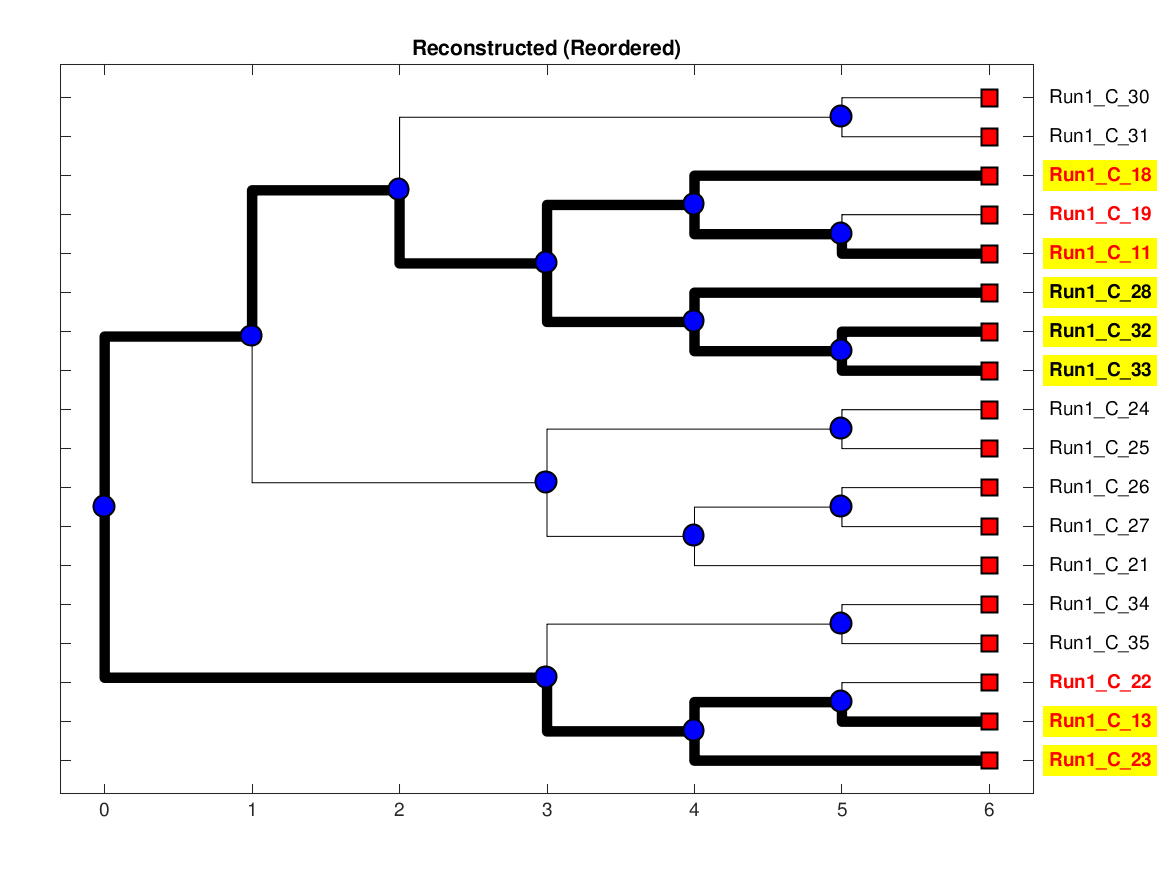 Reconstructed (Reordered)
Run1_C_30
Run1_C_31
Run1_C_18
Run1_C_19
Run1_C_11
Run1_C_28
Run1_C_32
Run1_C_33
Run1_C_24
Run1_C_25
Run1_C_26
Run1_C_27
Run1_C_21
Run1_C_34
Run1_C_35
Run1_C_22
Run1_C_13
Run1_C_23
0 1 2 3 4 5 6